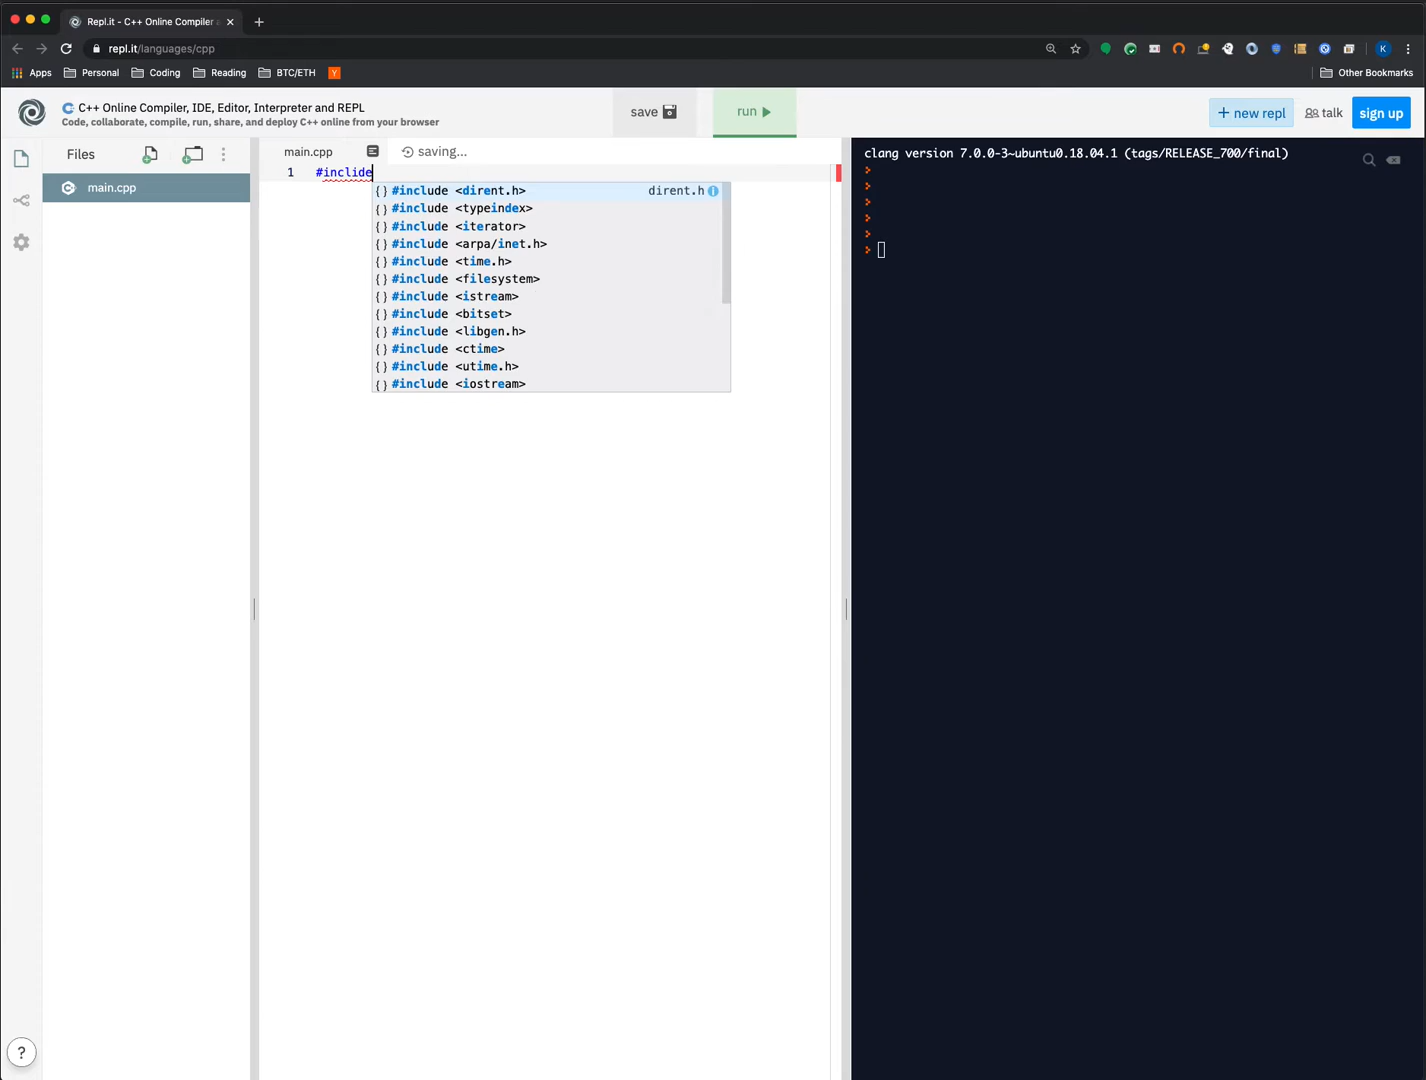 Repl.it - C++ Online Compiler
repl.it/languages/cpp
K
Apps Personal Coding Reading BTC/ETH Y Other Bookmarks
C++ Online Compiler, IDE, Editor, Interpreter and REPL
Code, collaborate, compile, run, share, and deploy C++ online from your browser
save run + new repl talk sign up
Files
main.cpp
main.cpp saving...
1 #inclide
{} #include <dirent.h> dirent.h
{} #include <typeindex>
{} #include <iterator>
{} #include <arpa/inet.h>
{} #include <time.h>
{} #include <filesystem>
{} #include <istream>
{} #include <bitset>
{} #include <libgen.h>
{} #include <ctime>
{} #include <utime.h>
{} #include <iostream>
clang version 7.0.0-3~ubuntu0.18.04.1 (tags/RELEASE_700/final)
?